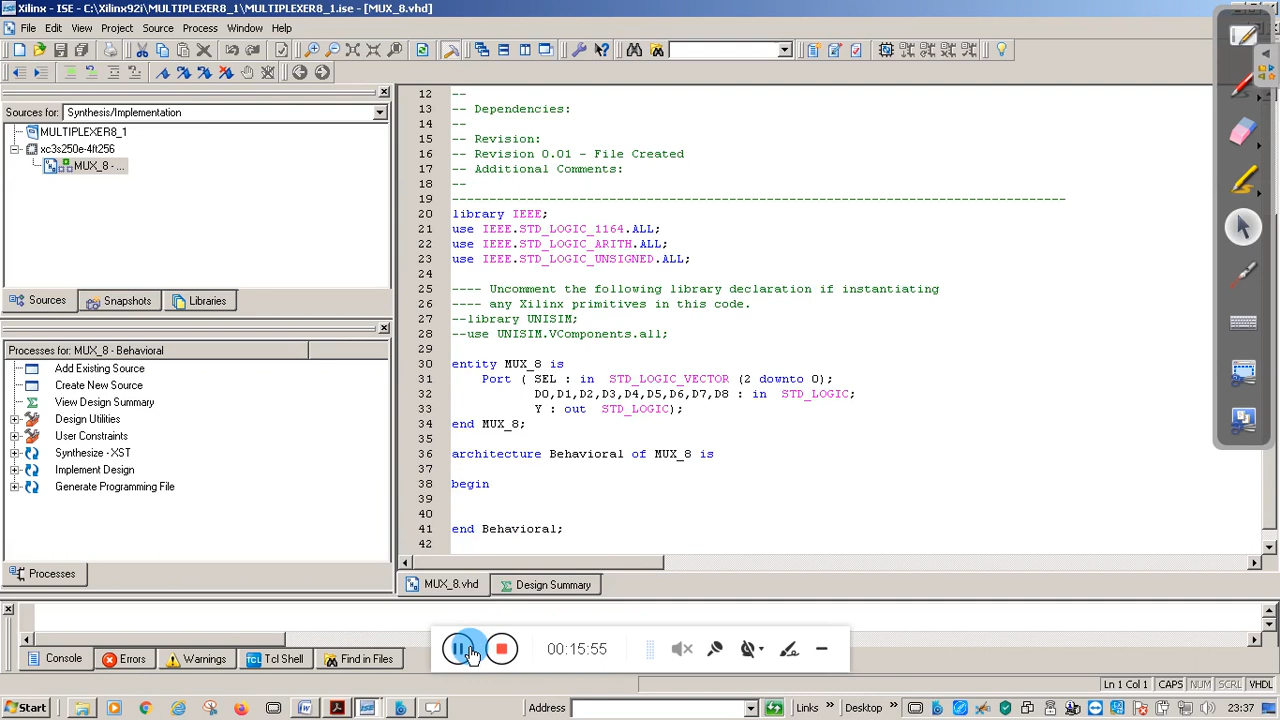 Xilinx - ISE - C:\Xilinx92i\MULTIPLEXER8_1\MULTIPLEXER8_1.ise - [MUX_8.vhd]
File Edit View Project Source Process Window Help
Sources for: Synthesis/Implementation
MULTIPLEXER8_1
xc3s250e-4ft256
MUX_8 - ...
Sources Snapshots Libraries
Processes for: MUX_8 - Behavioral
Add Existing Source
Create New Source
View Design Summary
Design Utilities
User Constraints
Synthesize - XST
Implement Design
Generate Programming File
Processes
12 --
13 -- Dependencies:
14 --
15 -- Revision:
16 -- Revision 0.01 - File Created
17 -- Additional Comments:
18 --
19 ----------------------------------------------------------------------------------
20 library IEEE;
21 use IEEE.STD_LOGIC_1164.ALL;
22 use IEEE.STD_LOGIC_ARITH.ALL;
23 use IEEE.STD_LOGIC_UNSIGNED.ALL;
24
25 ---- Uncomment the following library declaration if instantiating
26 ---- any Xilinx primitives in this code.
27 --library UNISIM;
28 --use UNISIM.VComponents.all;
29
30 entity MUX_8 is
31 Port ( SEL : in STD_LOGIC_VECTOR (2 downto 0);
32 D0,D1,D2,D3,D4,D5,D6,D7,D8 : in STD_LOGIC;
33 Y : out STD_LOGIC);
34 end MUX_8;
35
36 architecture Behavioral of MUX_8 is
37
38 begin
39
40
41 end Behavioral;
42
MUX_8.vhd Design Summary
00:15:55
Console Errors Warnings Tcl Shell Find in Files
Ln 1 Col 1 CAPS NUM SCRL VHDL
Start Address Links » Desktop » 23:37